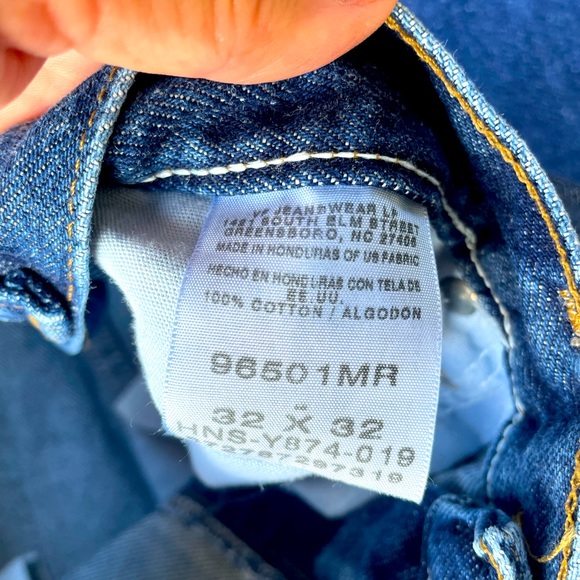 VF JEANSWEAR LP
1421 SOUTH ELM STREET
GREENSBORO, NC 27406
MADE IN HONDURAS OF US FABRIC
HECHO EN HONDURAS CON TELA DE
EE.UU.
100% COTTON / ALGODON
96501MR
32 X 32
HNS-Y874-019